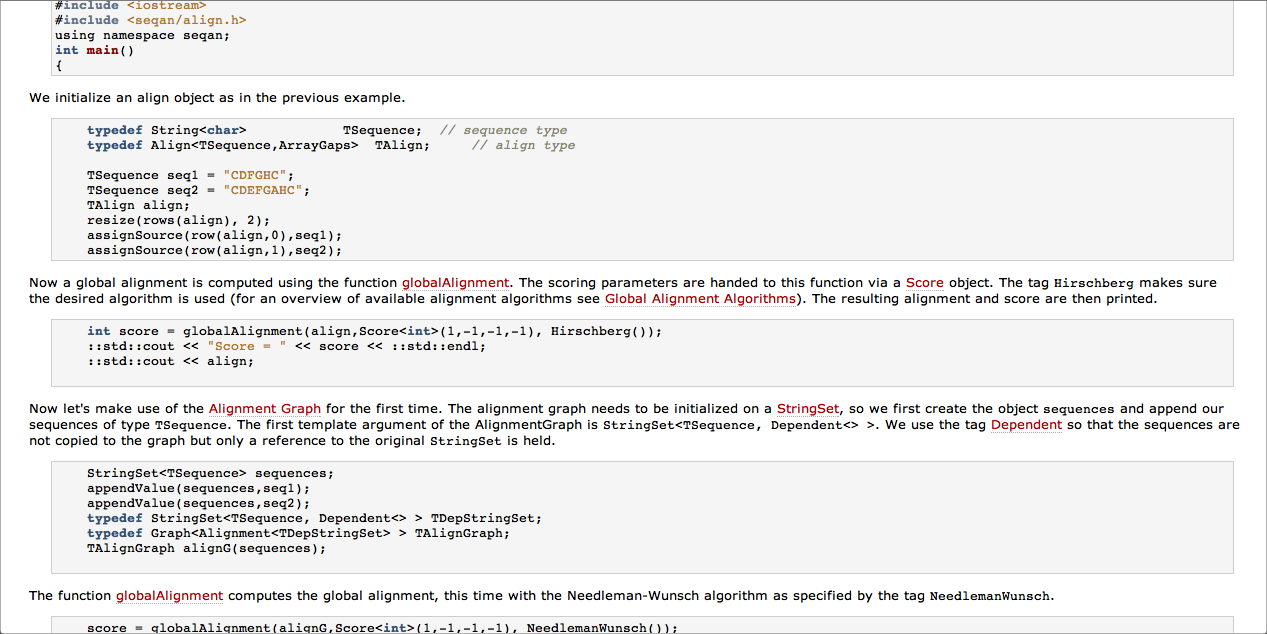 #include <iostream>
#include <seqan/align.h>
using namespace seqan;
int main()
{
We initialize an align object as in the previous example.
typedef String<char>            TSequence;  // sequence type
typedef Align<TSequence,ArrayGaps>  TAlign;     // align type
TSequence seq1 = "CDFGHC";
TSequence seq2 = "CDEFGAHC";
TAlign align;
resize(rows(align), 2);
assignSource(row(align,0),seq1);
assignSource(row(align,1),seq2);
Now a global alignment is computed using the function globalAlignment. The scoring parameters are handed to this function via a Score object. The tag Hirschberg makes sure
the desired algorithm is used (for an overview of available alignment algorithms see Global Alignment Algorithms). The resulting alignment and score are then printed.
int score = globalAlignment(align,Score<int>(1,-1,-1,-1), Hirschberg());
::std::cout << "Score = " << score << ::std::endl;
::std::cout << align;
Now let's make use of the Alignment Graph for the first time. The alignment graph needs to be initialized on a StringSet, so we first create the object sequences and append our
sequences of type TSequence. The first template argument of the AlignmentGraph is StringSet<TSequence, Dependent<> >. We use the tag Dependent so that the sequences are
not copied to the graph but only a reference to the original StringSet is held.
StringSet<TSequence> sequences;
appendValue(sequences,seq1);
appendValue(sequences,seq2);
typedef StringSet<TSequence, Dependent<> > TDepStringSet;
typedef Graph<Alignment<TDepStringSet> > TAlignGraph;
TAlignGraph alignG(sequences);
The function globalAlignment computes the global alignment, this time with the Needleman-Wunsch algorithm as specified by the tag NeedlemanWunsch.
score = globalAlignment(alignG,Score<int>(1,-1,-1,-1), NeedlemanWunsch());